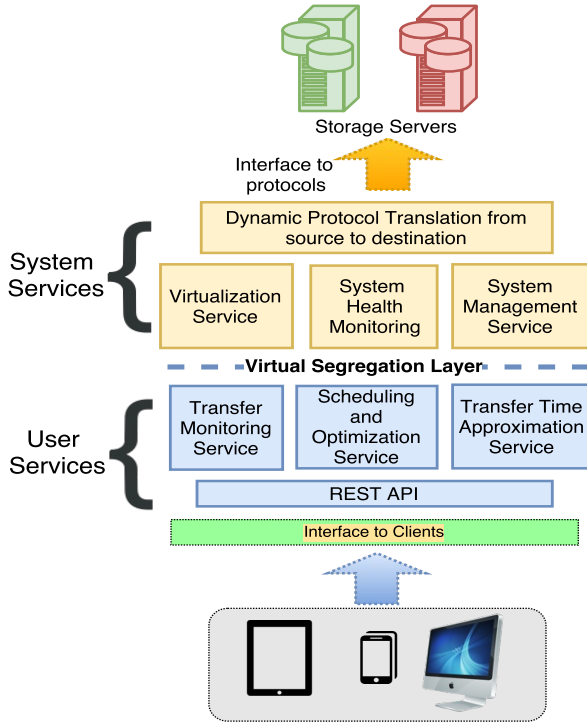 Storage Servers
Interface to
protocols
Dynamic Protocol Translation from
source to destination
System
Services
Virtualization
Service
System
Health
Monitoring
System
Management
Service
Virtual Segregation Layer
User
Services
Transfer
Monitoring
Service
Scheduling
and
Optimization
Service
Transfer Time
Approximation
Service
REST API
Interface to Clients